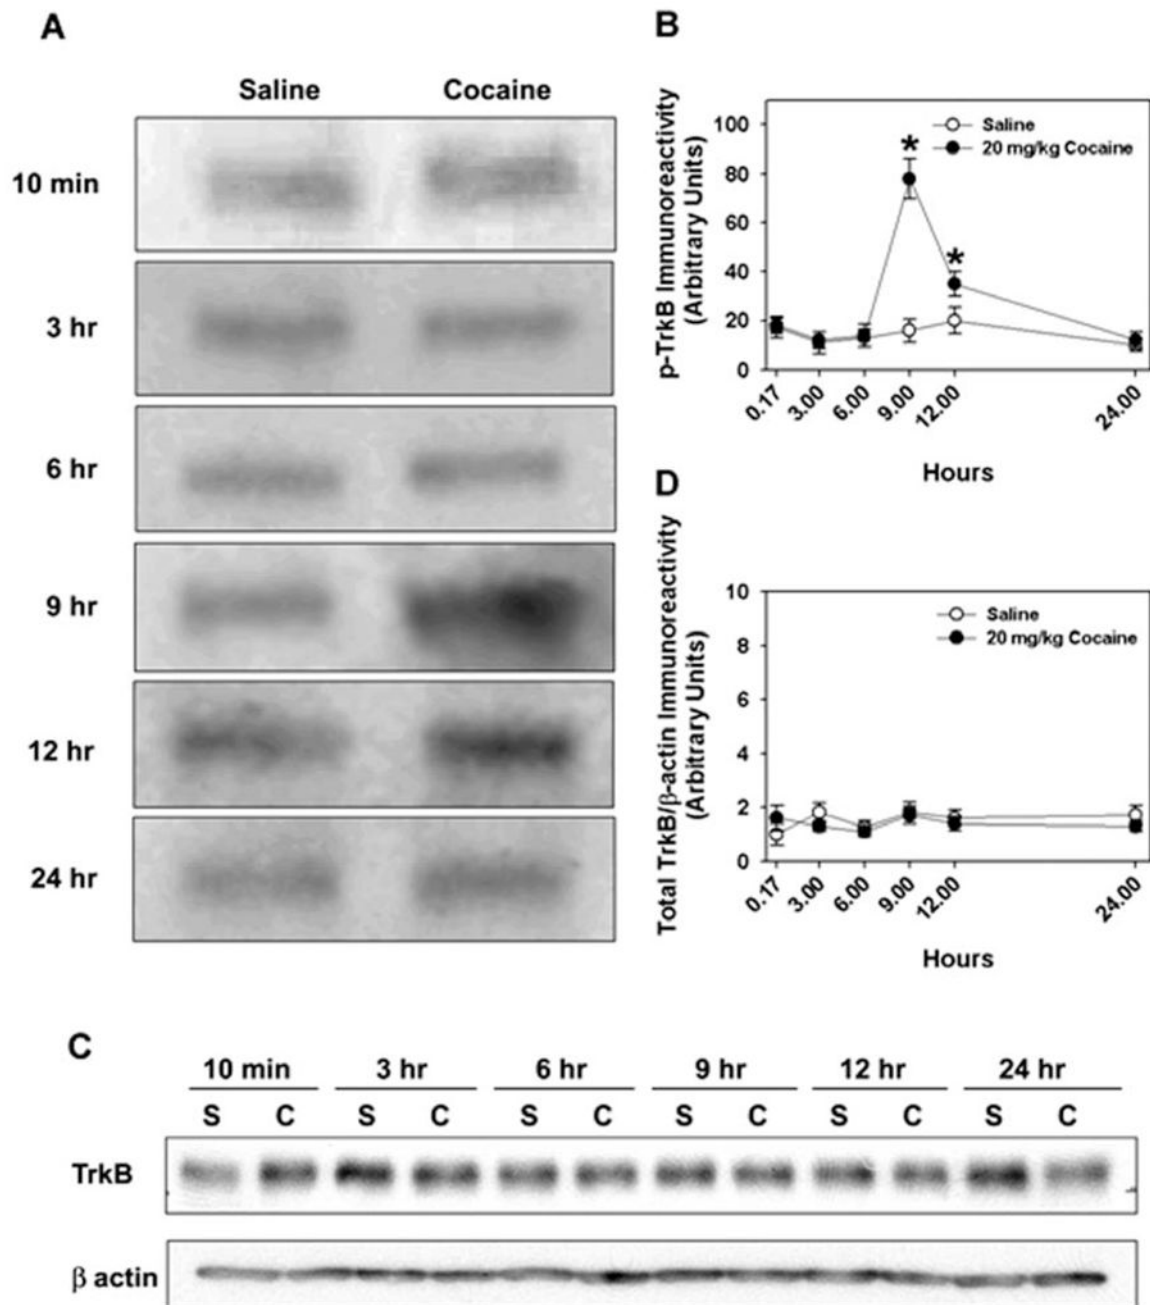 A
Saline Cocaine
10 min
3 hr
6 hr
9 hr
12 hr
24 hr
B
p-TrkB Immunoreactivity
(Arbitrary Units)
100
80
60
40
20
0
Saline
20 mg/kg Cocaine
*
*
0.17 3.00 6.00 9.00 12.00 24.00
Hours
D
Total TrkB/β-actin Immunoreactivity
(Arbitrary Units)
10
8
6
4
2
0
Saline
20 mg/kg Cocaine
0.17 3.00 6.00 9.00 12.00 24.00
Hours
C
10 min 3 hr 6 hr 9 hr 12 hr 24 hr
S C S C S C S C S C S C
TrkB
β actin